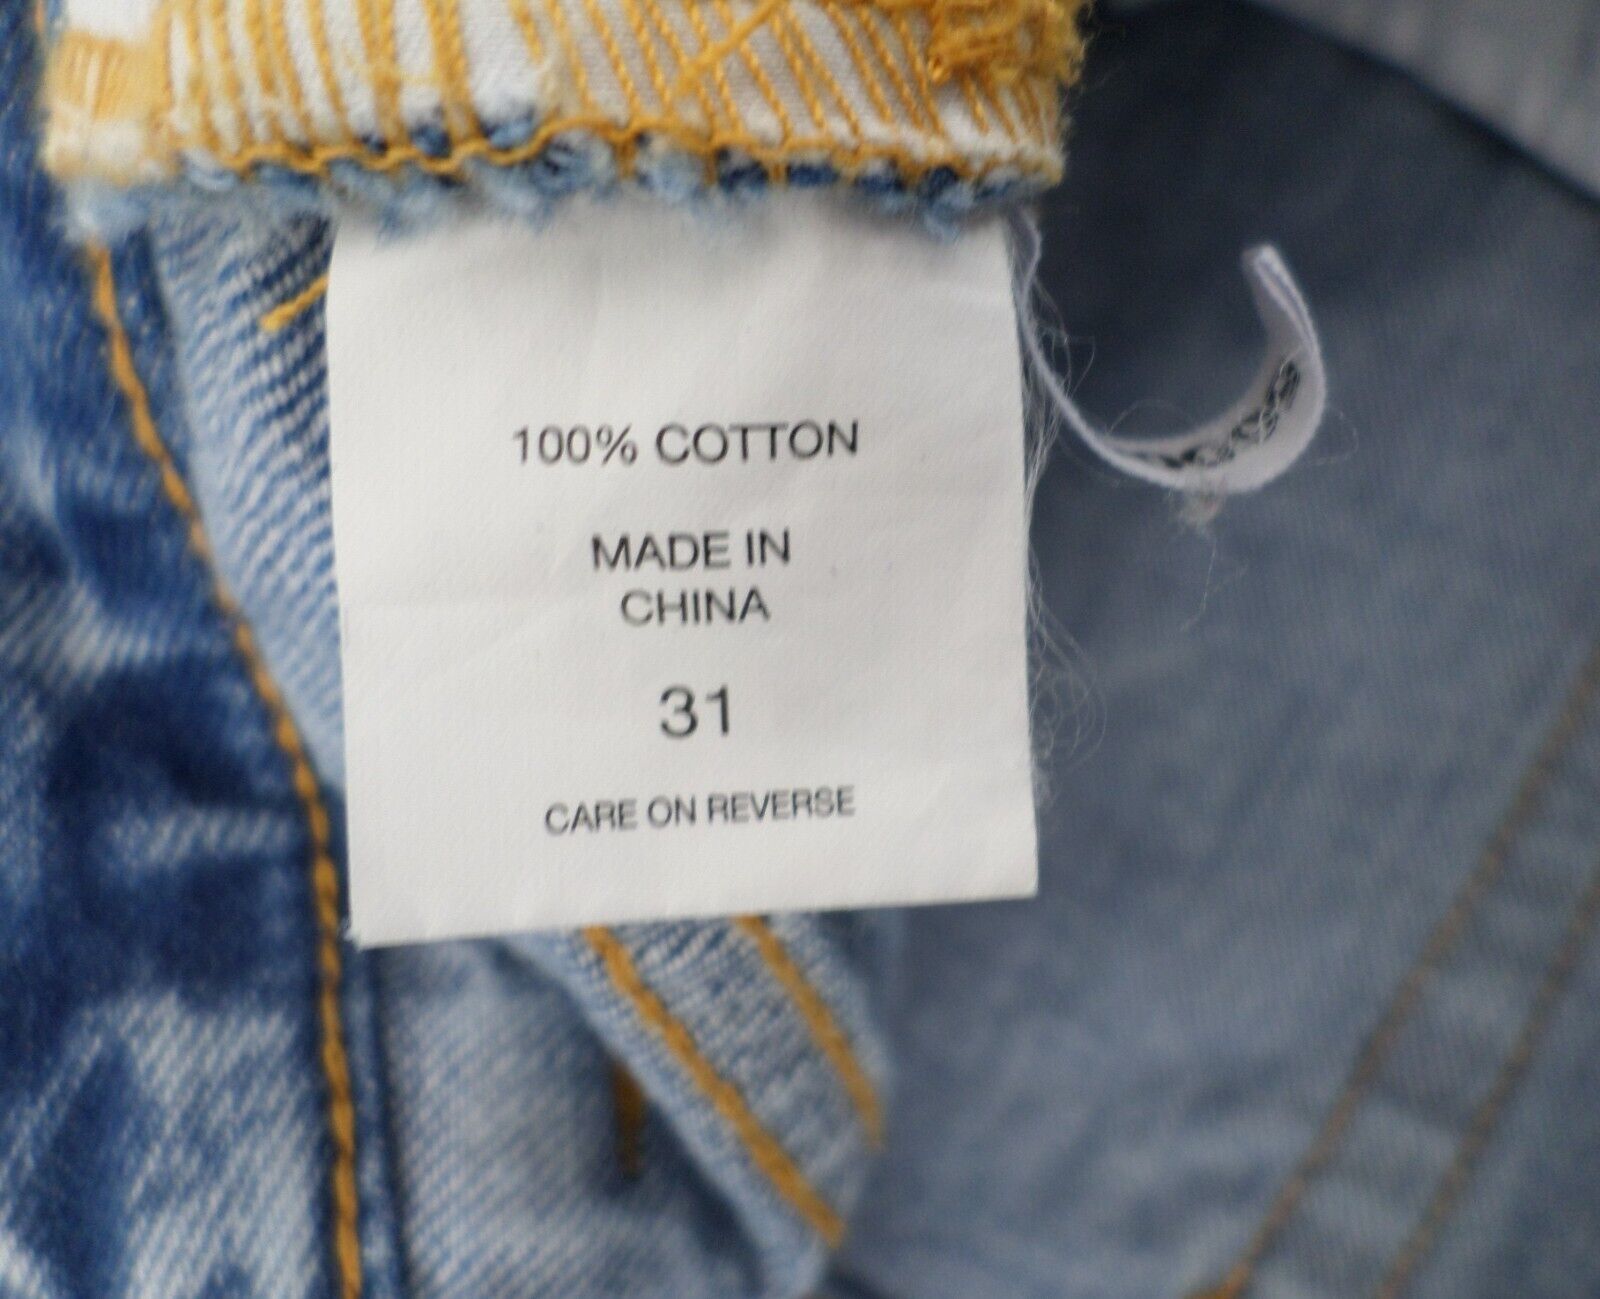 100% COTTON
MADE IN
CHINA
31
CARE ON REVERSE